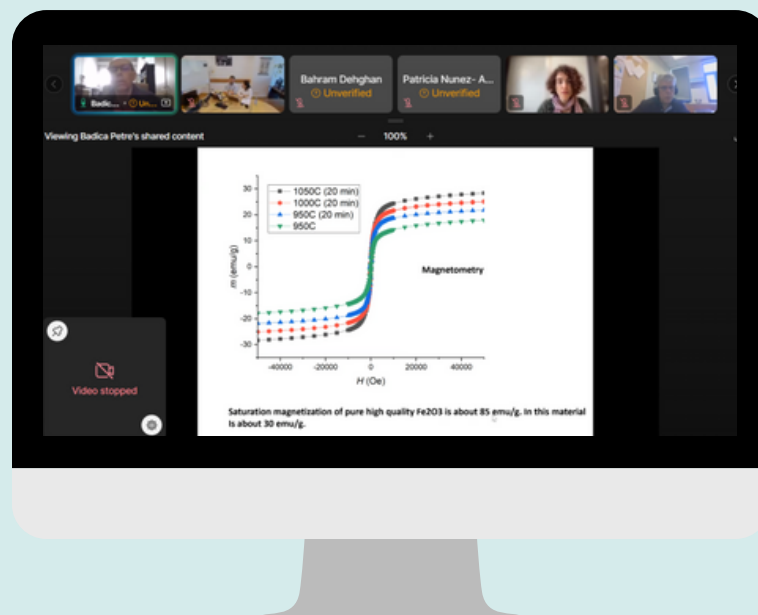 Badic... • Un...
Bahram Dehghan
Unverified
Patricia Nunez- A...
Unverified
Viewing Badica Petre's shared content
− 100% +
1050C (20 min)
1000C (20 min)
950C (20 min)
950C
30
20
10
0
-10
-20
-30
m (emu/g)
Magnetometry
-40000 -20000 0 20000 40000
H (Oe)
Video stopped
Saturation magnetization of pure high quality Fe2O3 is about 85 emu/g. In this material
Is about 30 emu/g.